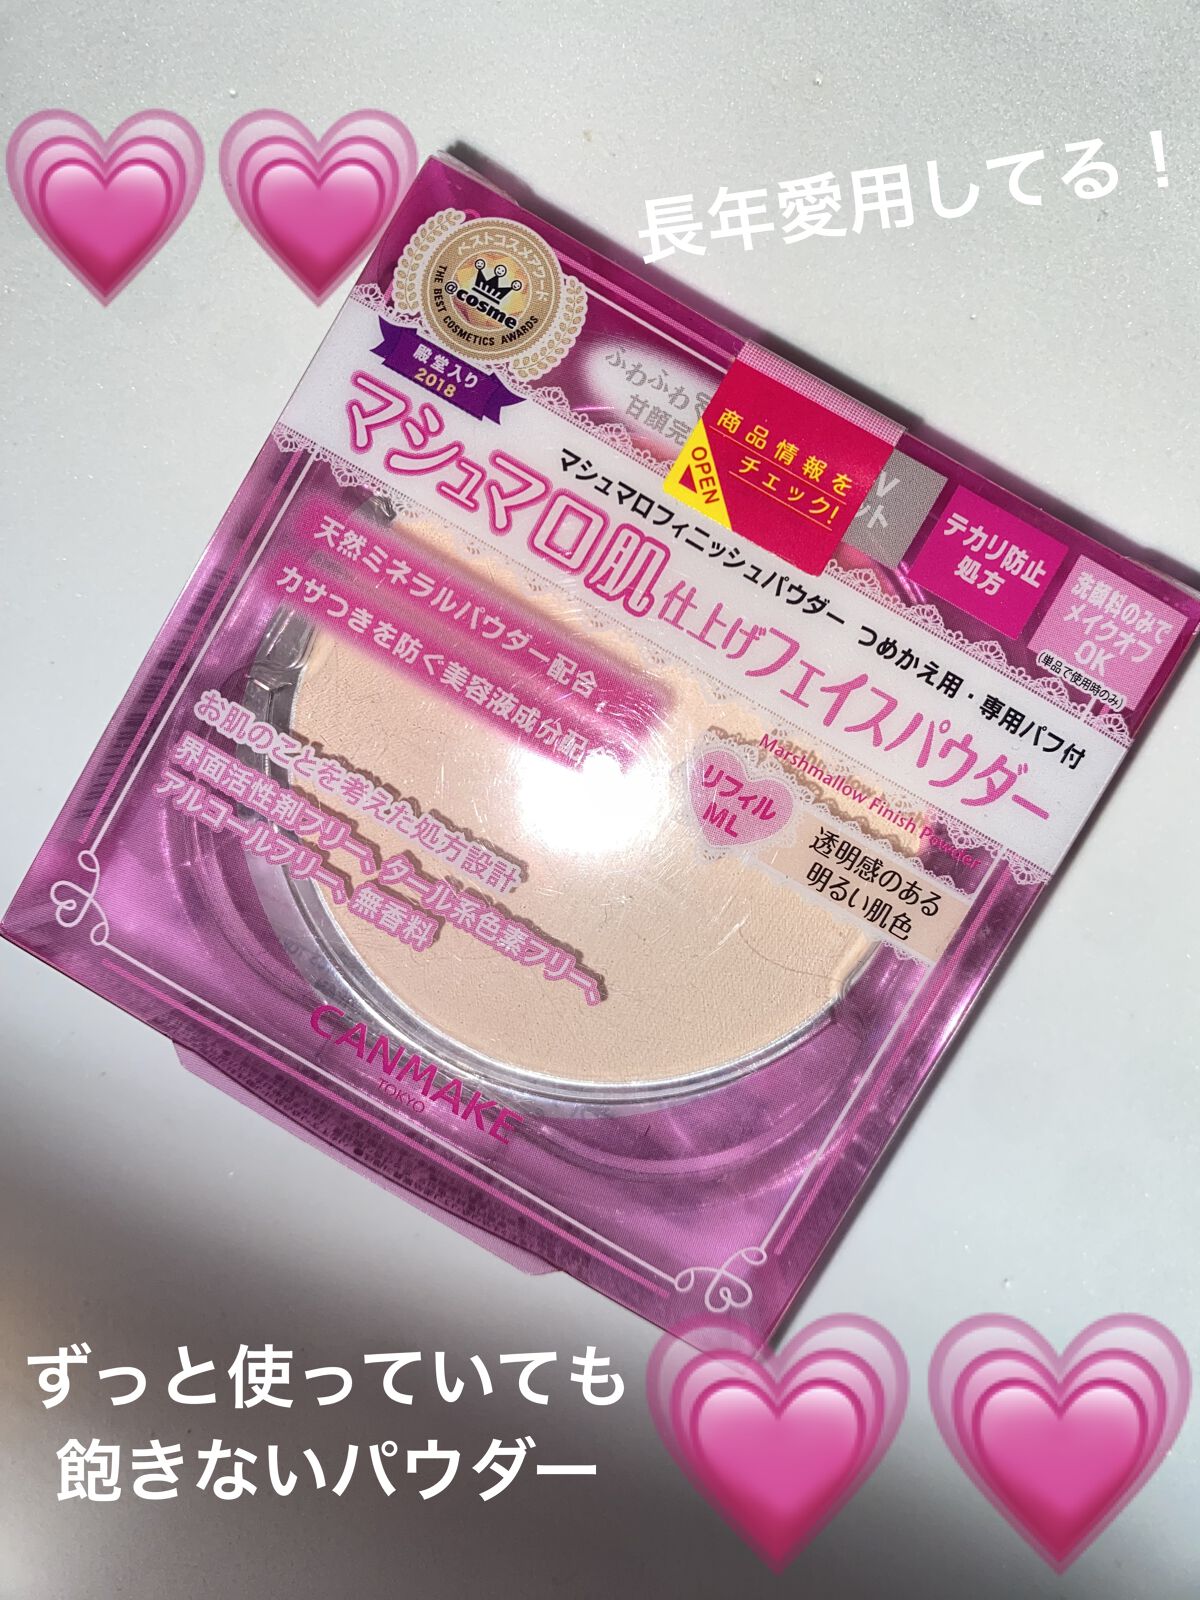 長年愛用してる！
ベストコスメアワード
@cosme
THE BEST COSMETICS AWARDS
殿堂入り
2018
ふわふわ
甘顔完
商品情報を
チェック!
OPEN
テカリ防止
処方
洗顔料のみで
メイクオフ
OK
(単品で使用時のみ)
マシュマロフィニッシュパウダー つめかえ用・専用パフ付
マシュマロ肌仕上げフェイスパウダー
Marshmallow Finish Powder
天然ミネラルパウダー配合
カサつきを防ぐ美容液成分配合
リフィル
ML
透明感のある
明るい肌色
お肌のことを考えた処方設計
界面活性剤フリー、タール系色素フリー、
アルコールフリー、無香料
CANMAKE
TOKYO
ずっと使っていても
飽きないパウダー